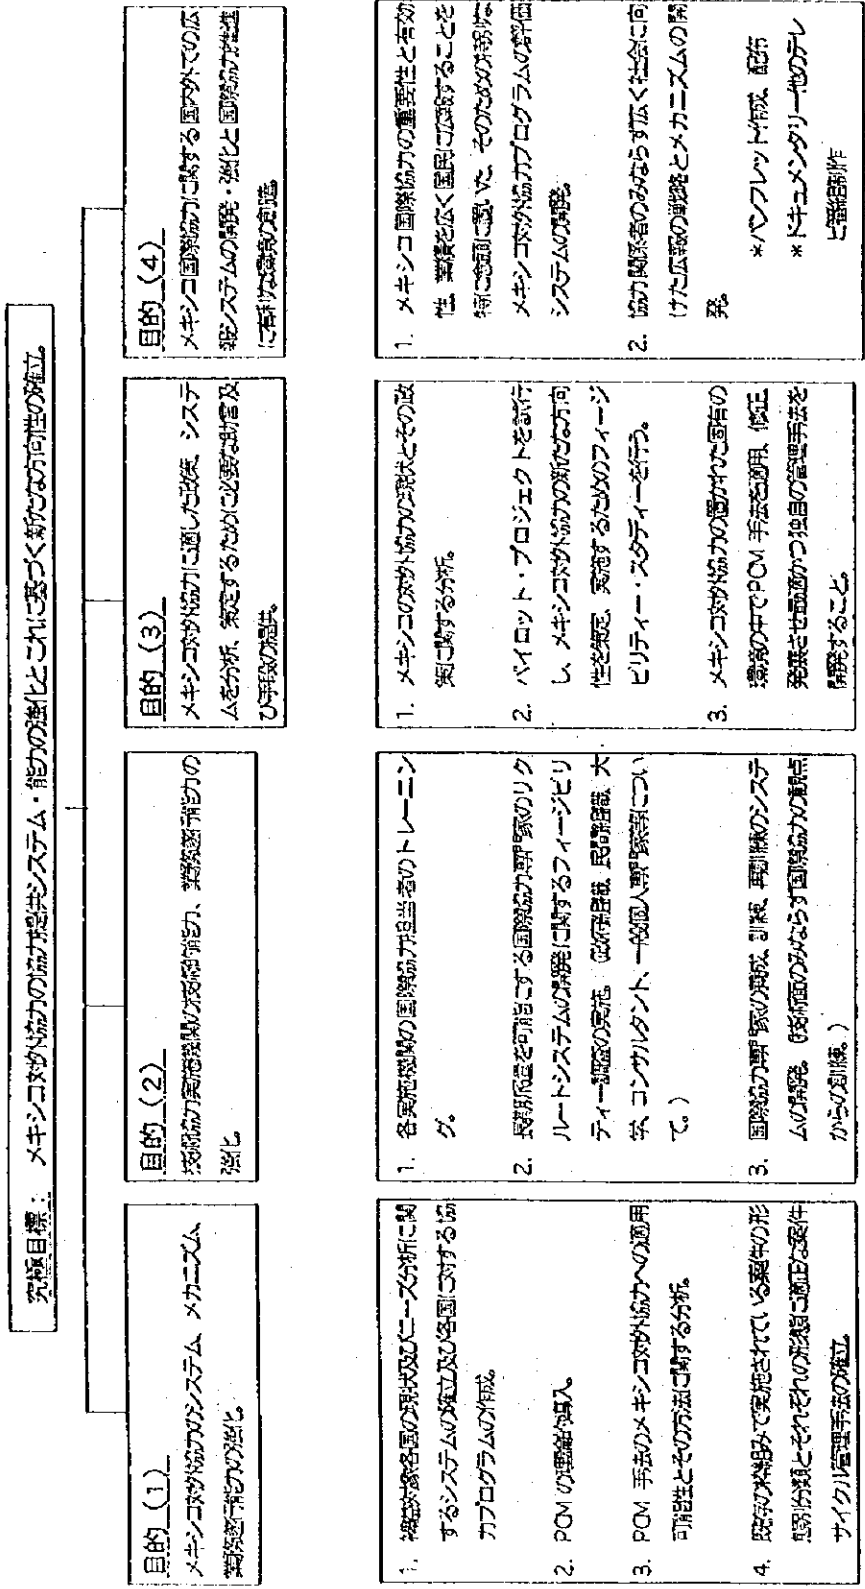 究極目標： メキシコ対外協力の協力提供システム・能力の強化とこれに基づく新たな方向性の確立。
目的（1）
メキシコ対外協力のシステム、メカニズム、
業務遂行能力の強化。
1. 裨益対象各国の現状及びニーズ分析に関
するシステムの確立及び各国に対する協
力プログラムの作成。
2. PCMの理論的導入。
3. PCM 手法のメキシコ対外協力への適用
可能性とその方法に関する分析。
4. 既存の枠組みで実施されている案件の形
態別分類とそれぞれの形態に適正な案件
サイクル管理手法の確立。
目的（2）
技術協力実施機関の技術的能力、業務遂行能力の
強化。
1. 各実施機関の国際協力担当者のトレーニン
グ。
2. 長期派遣を可能にする国際協力専門家のリク
ルートシステムの開発に関するフィージビリ
ティー調査の実施。（政府組織、民間組織、大
学、コンサルタント、一般個人専門家等につい
て。）
3. 国際協力専門家の養成、訓練、再訓練のシステ
ムの開発。（技術面のみならず国際協力の観点
からの訓練。）
目的（3）
メキシコ対外協力に適した政策、システ
ムを分析、策定するために必要な助言及
び手段の提供。
1. メキシコの対外協力の現状とその政
策に関する分析。
2. パイロット・プロジェクトを試行
し、メキシコ対外協力の新たな方向
性を策定、実施するためのフィージ
ビリティー・スタディーを行う。
3. メキシコ対外協力の置かれた固有の
環境の中でPCM 手法を適用、修正、
発展させ最適かつ独自の管理手法を
開発すること。
目的（4）
メキシコ国際協力に関する国内外での広
報システムの開発・強化と国際協力推進
に有利な環境の創造。
1. メキシコ国際協力の重要性と有効
性、業績を広く国民に広報することを
特に念頭に置いた、そのための特別な
メキシコ対外協力プログラムの評価
システムの開発。
2. 協力関係者のみならず広く社会に向
けた広報の戦略とメカニズムの開
発。
＊パンフレット作成、配布
＊ドキュメンタリー他のテレ
ビ番組制作